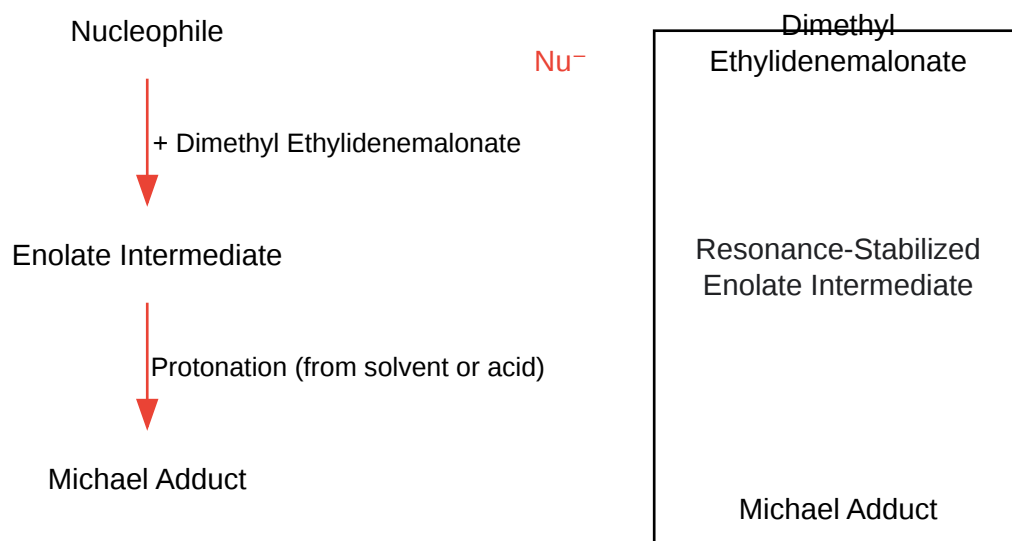 Nucleophile
+ Dimethyl Ethylidenemalonate
Enolate Intermediate
Protonation (from solvent or acid)
Michael Adduct
Nu⁻
Dimethyl
Ethylidenemalonate
Resonance-Stabilized
Enolate Intermediate
Michael Adduct